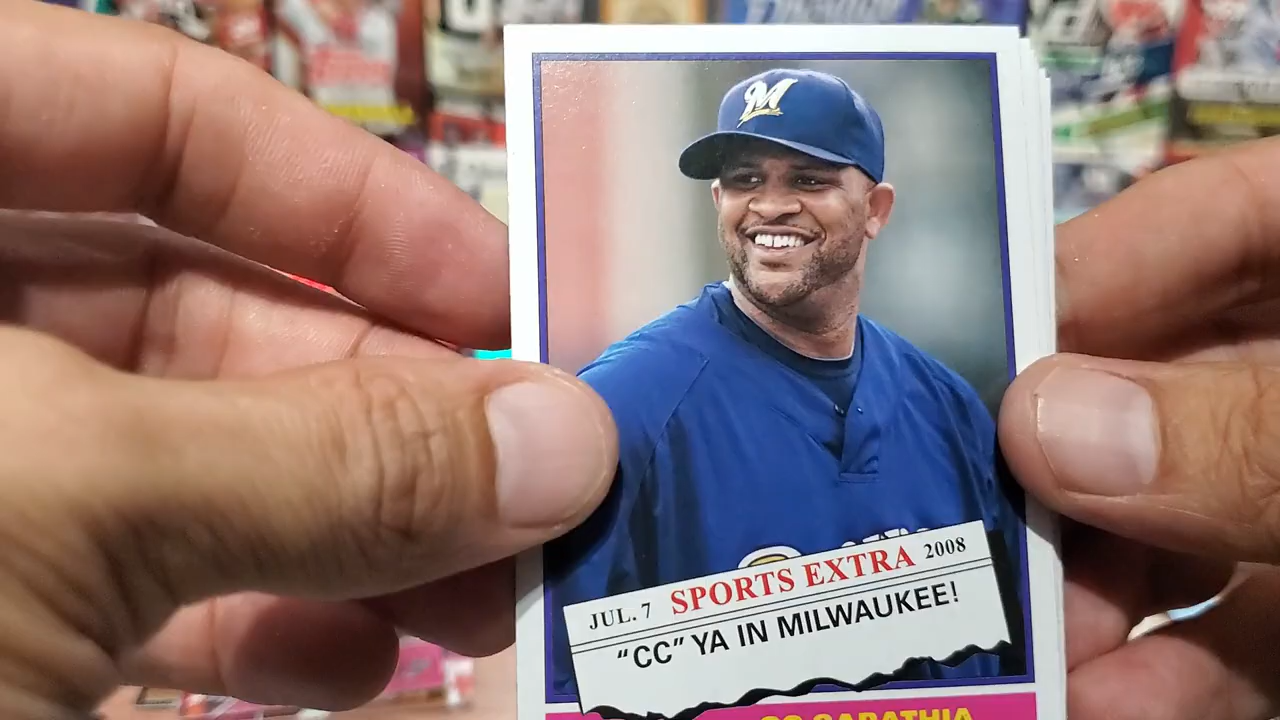 M
JUL. 7 SPORTS EXTRA 2008
"CC" YA IN MILWAUKEE!
CC SABATHIA